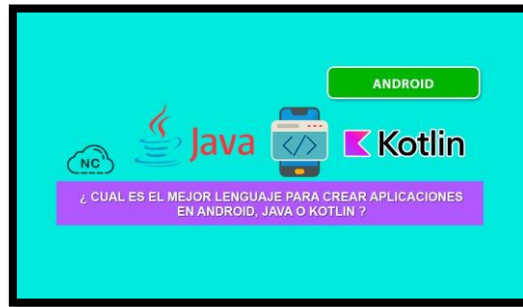 ANDROID
NC
Java
</>
Kotlin
¿ CUAL ES EL MEJOR LENGUAJE PARA CREAR APLICACIONES
EN ANDROID, JAVA O KOTLIN ?